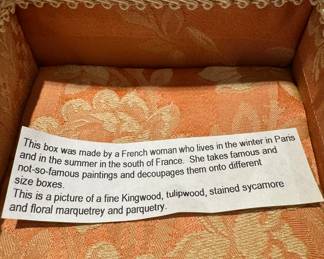 This box was made by a French woman who lives in the winter in Paris
and in the summer in the south of France.  She takes famous and
not-so-famous paintings and decoupages them onto different
size boxes.
This is a picture of a fine Kingwood, tulipwood, stained sycamore
and floral marquetrey and parquetry.